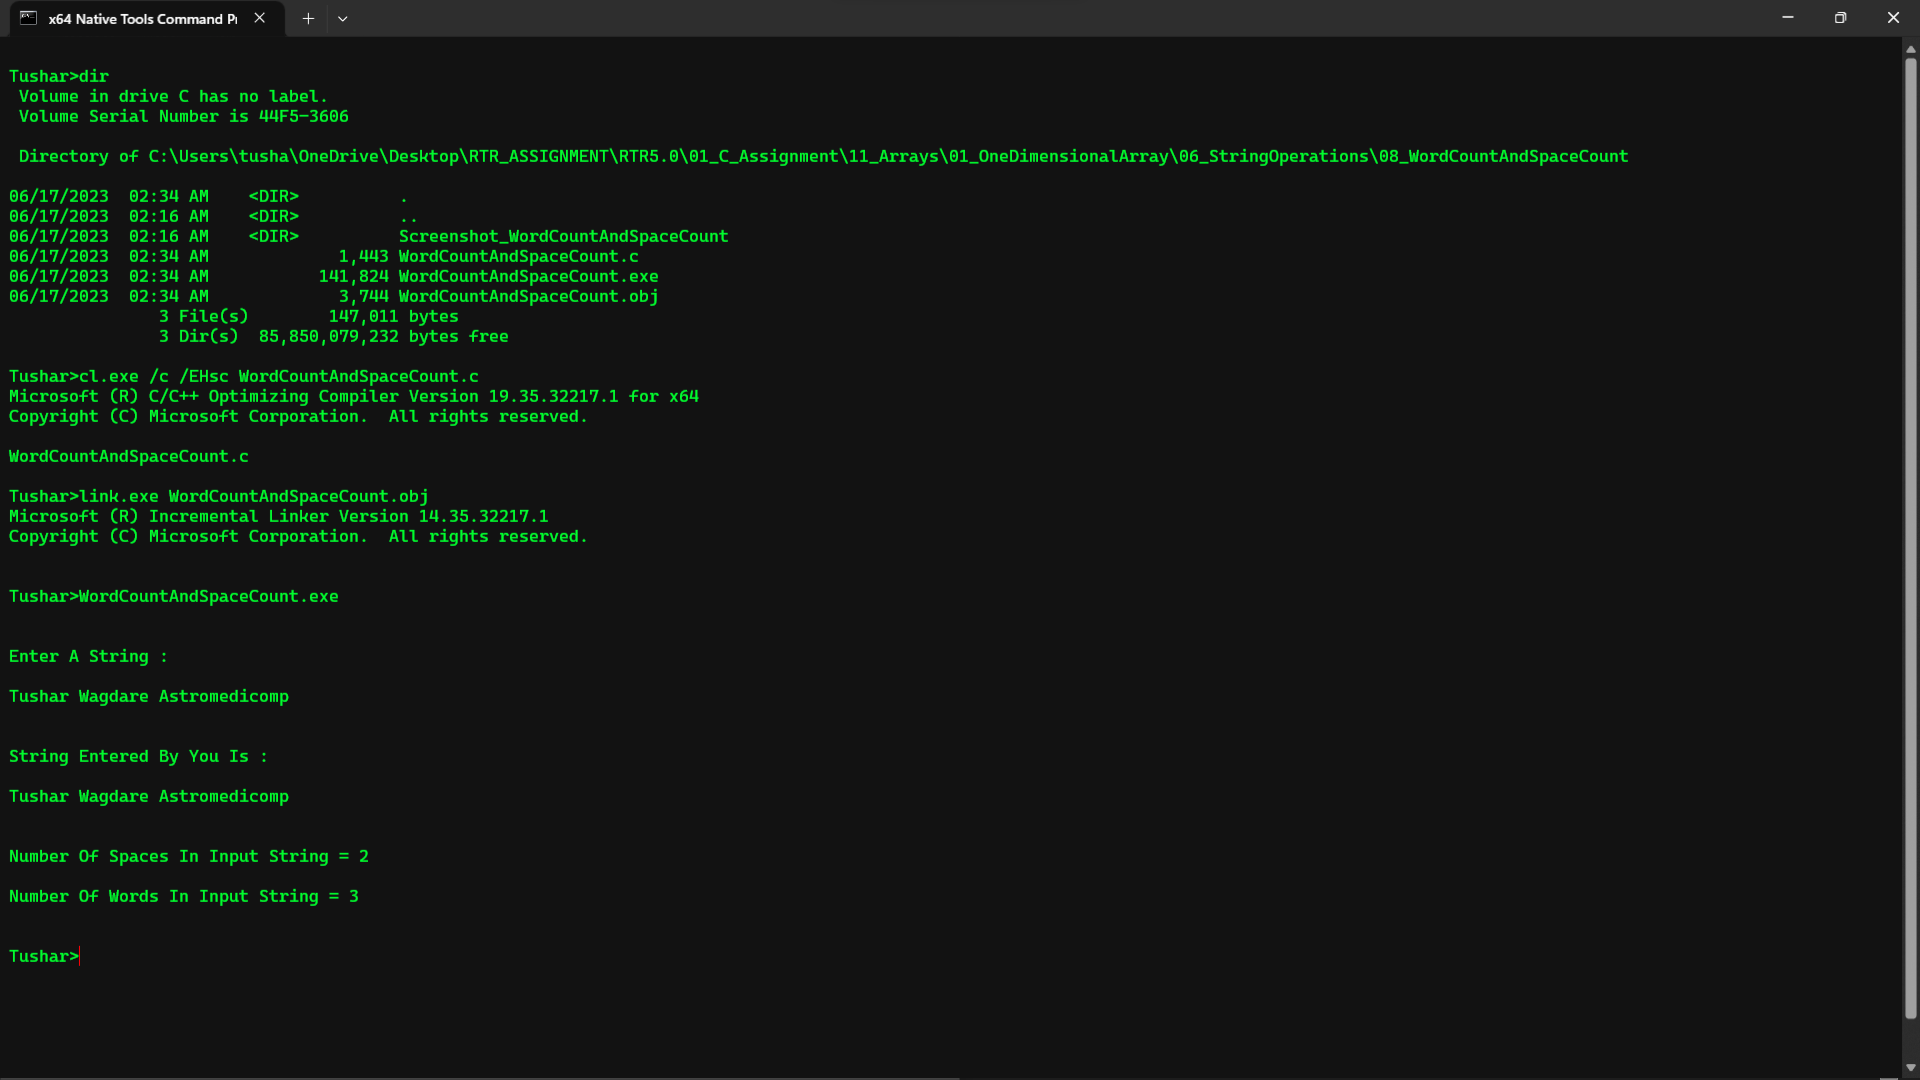 x64 Native Tools Command Pr
Tushar>dir
Volume in drive C has no label.
Volume Serial Number is 44F5-3606
Directory of C:\Users\tusha\OneDrive\Desktop\RTR_ASSIGNMENT\RTR5.0\01_C_Assignment\11_Arrays\01_OneDimensionalArray\06_StringOperations\08_WordCountAndSpaceCount
06/17/2023  02:34 AM    <DIR>          .
06/17/2023  02:16 AM    <DIR>          ..
06/17/2023  02:16 AM    <DIR>          Screenshot_WordCountAndSpaceCount
06/17/2023  02:34 AM             1,443 WordCountAndSpaceCount.c
06/17/2023  02:34 AM           141,824 WordCountAndSpaceCount.exe
06/17/2023  02:34 AM             3,744 WordCountAndSpaceCount.obj
3 File(s)        147,011 bytes
3 Dir(s)  85,850,079,232 bytes free
Tushar>cl.exe /c /EHsc WordCountAndSpaceCount.c
Microsoft (R) C/C++ Optimizing Compiler Version 19.35.32217.1 for x64
Copyright (C) Microsoft Corporation.  All rights reserved.
WordCountAndSpaceCount.c
Tushar>link.exe WordCountAndSpaceCount.obj
Microsoft (R) Incremental Linker Version 14.35.32217.1
Copyright (C) Microsoft Corporation.  All rights reserved.
Tushar>WordCountAndSpaceCount.exe
Enter A String :
Tushar Wagdare Astromedicomp
String Entered By You Is :
Tushar Wagdare Astromedicomp
Number Of Spaces In Input String = 2
Number Of Words In Input String = 3
Tushar>